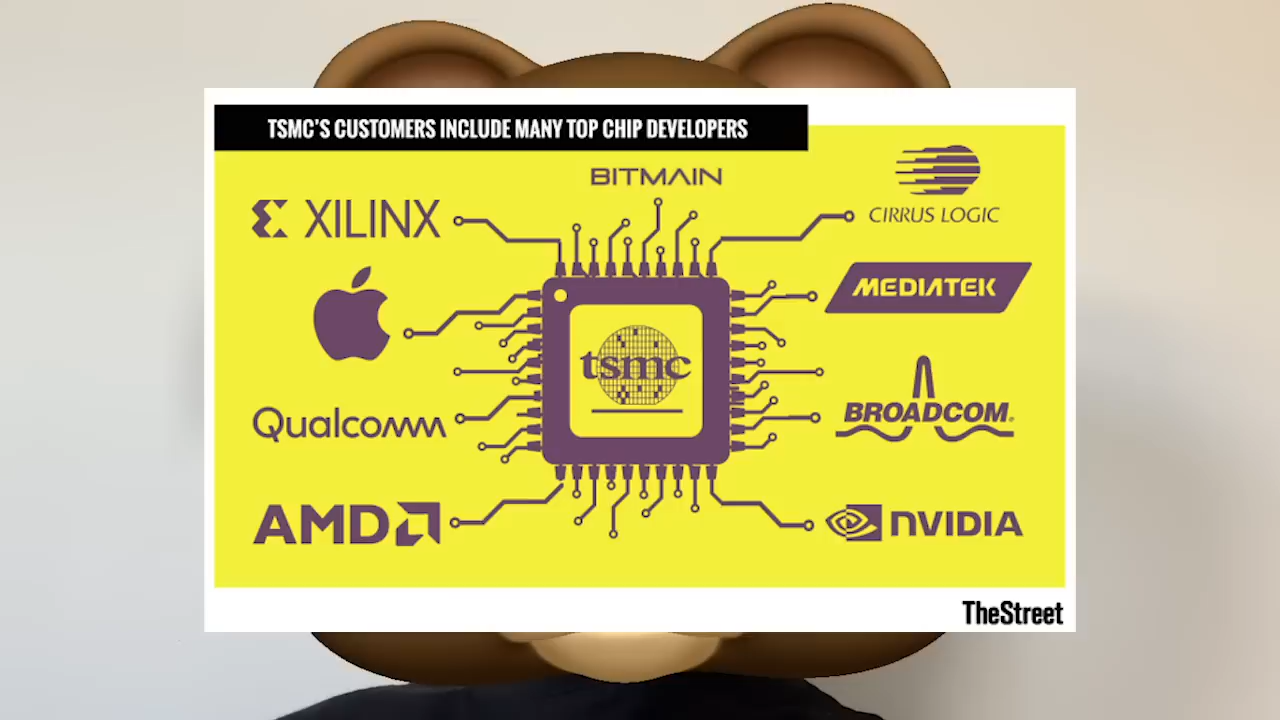 TSMC'S CUSTOMERS INCLUDE MANY TOP CHIP DEVELOPERS
BITMAIN
CIRRUS LOGIC
XILINX
MEDIATEK
Qualcomm
tsmc
BROADCOM®
AMD
NVIDIA
TheStreet